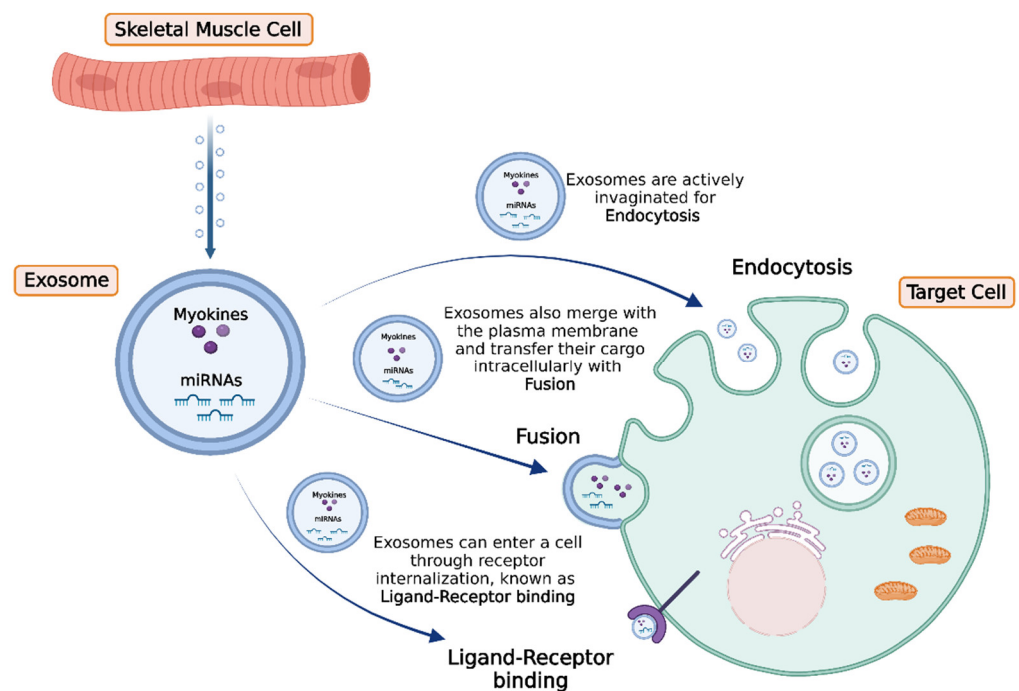 Skeletal Muscle Cell
Exosome
Myokines
miRNAs
Myokines
miRNAs
Exosomes are actively
invaginated for
Endocytosis
Endocytosis
Target Cell
Myokines
miRNAs
Exosomes also merge with
the plasma membrane
and transfer their cargo
intracellularly with
Fusion
Fusion
Myokines
miRNAs
Exosomes can enter a cell
through receptor
internalization, known as
Ligand-Receptor binding
Ligand-Receptor
binding